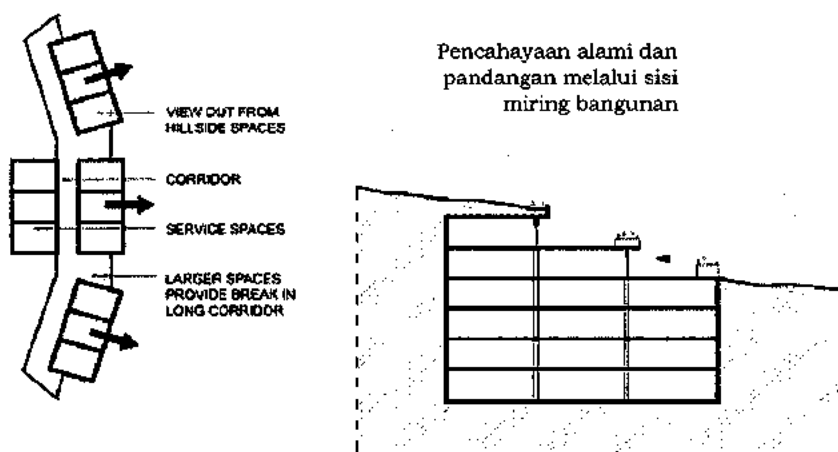 VIEW OUT FROM
HILLSIDE SPACES
CORRIDOR
SERVICE SPACES
LARGER SPACES
PROVIDE BREAK IN
LONG CORRIDOR
Pencahayaan alami dan
pandangan melalui sisi
miring bangunan